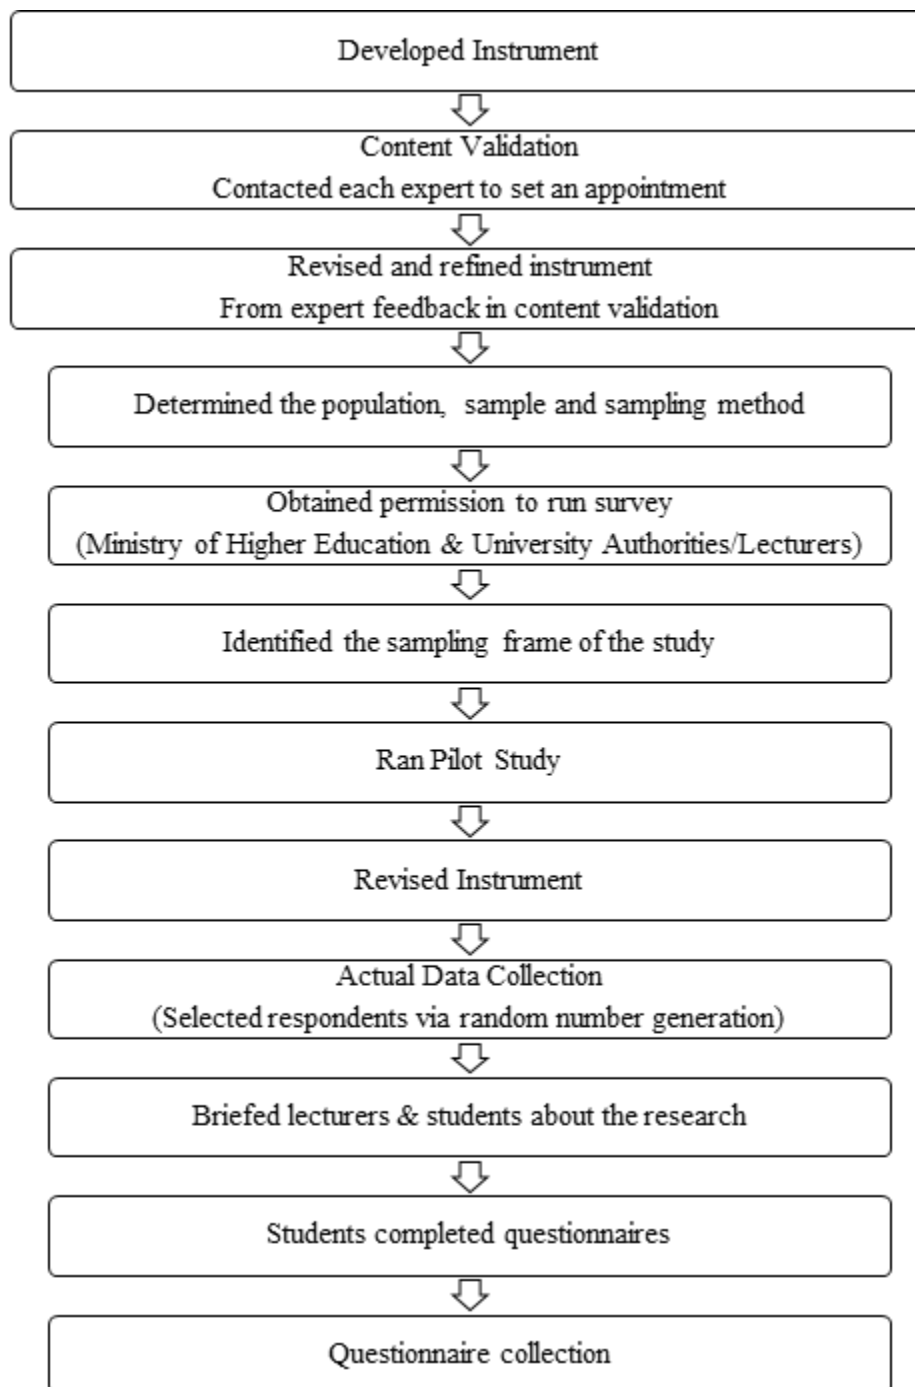 Developed Instrument
Content Validation
Contacted each expert to set an appointment
Revised and refined instrument
From expert feedback in content validation
Determined the population, sample and sampling method
Obtained permission to run survey
(Ministry of Higher Education & University Authorities/Lecturers)
Identified the sampling frame of the study
Ran Pilot Study
Revised Instrument
Actual Data Collection
(Selected respondents via random number generation)
Briefed lecturers & students about the research
Students completed questionnaires
Questionnaire collection